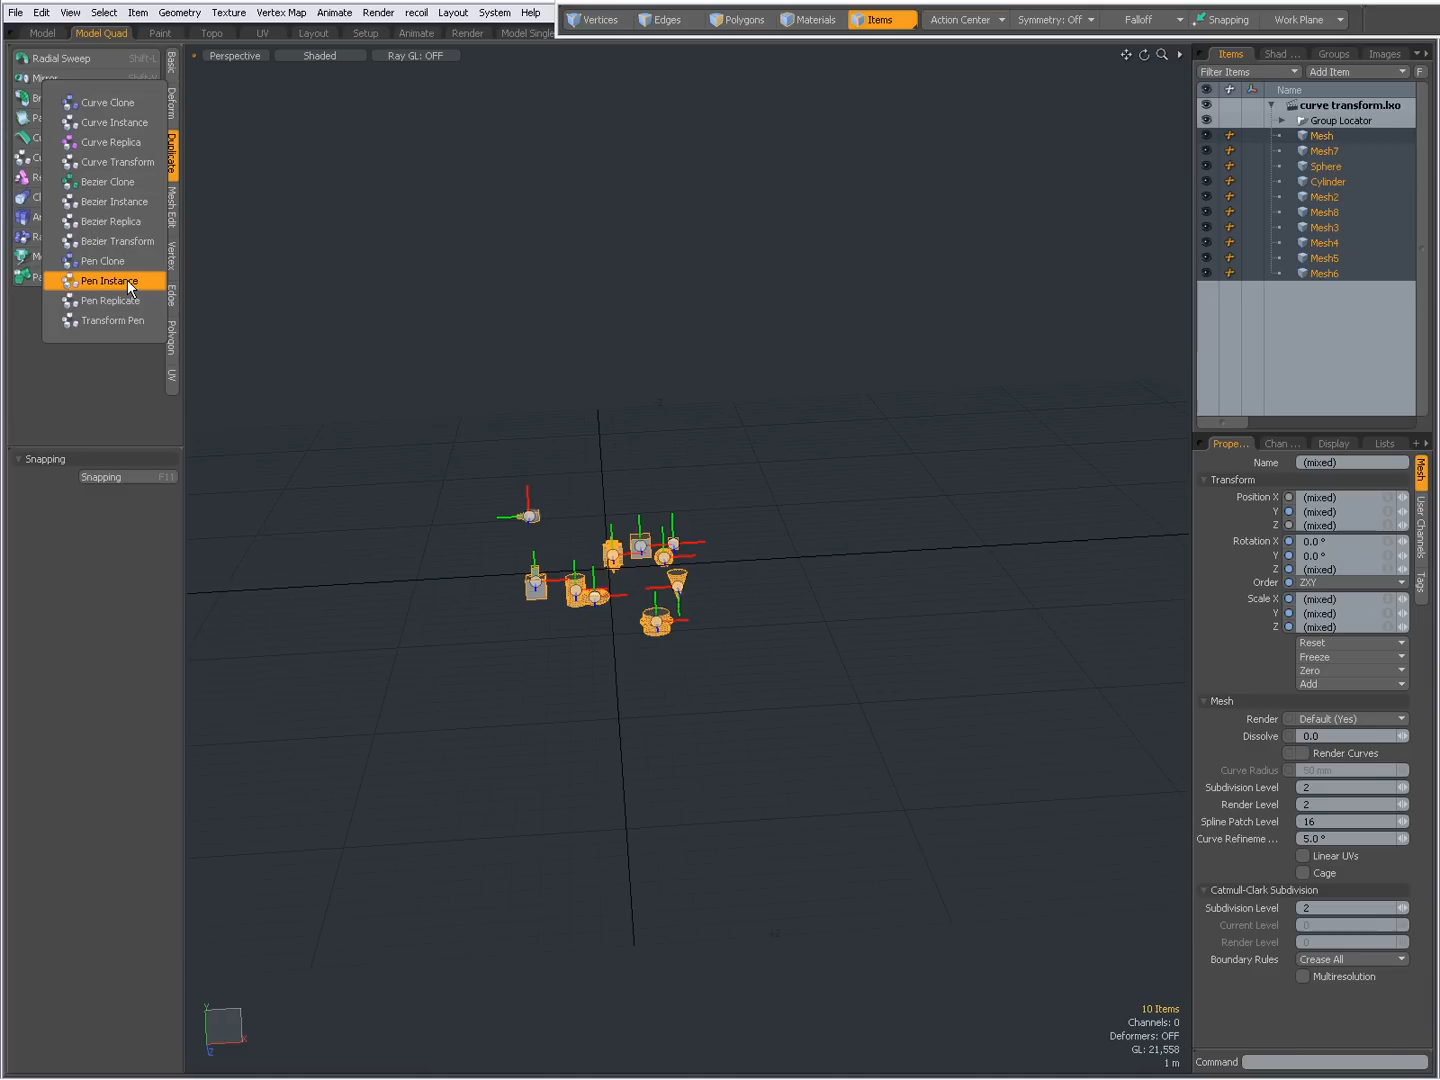 File Edit View Select Item Geometry Texture Vertex Map Animate Render recoil Layout System Help
Vertices Edges Polygons Materials Items Action Center Symmetry: Off Falloff Snapping Work Plane
Model Model Quad Paint Topo UV Layout Setup Animate Render Model Single
Radial Sweep Shift-L
Mirror
Curve Clone
Curve Instance
Curve Replica
Curve Transform
Bezier Clone
Bezier Instance
Bezier Replica
Bezier Transform
Pen Clone
Pen Instance
Pen Replicate
Transform Pen
Basic
Deform
Duplicate
Mesh Edit
Vertex
Edge
Polygon
UV
Snapping
Snapping F11
Perspective Shaded Ray GL: OFF
10 Items
Channels: 0
Deformers: OFF
GL: 21,558
1 m
Items Shad ... Groups Images
Filter Items Add Item F
Name
curve transform.lxo
Group Locator
Mesh
Mesh7
Sphere
Cylinder
Mesh2
Mesh8
Mesh3
Mesh4
Mesh5
Mesh6
Prope... Chan ... Display Lists +
Name (mixed)
Transform
Position X (mixed)
Y (mixed)
Z (mixed)
Rotation X 0.0 °
Y 0.0 °
Z (mixed)
Order ZXY
Scale X (mixed)
Y (mixed)
Z (mixed)
Reset
Freeze
Zero
Add
Mesh
Render Default (Yes)
Dissolve 0.0
Render Curves
Curve Radius 50 mm
Subdivision Level 2
Render Level 2
Spline Patch Level 16
Curve Refineme ... 5.0 °
Linear UVs
Cage
Catmull-Clark Subdivision
Subdivision Level 2
Current Level 0
Render Level 0
Boundary Rules Crease All
Multiresolution
Mesh
User Channels
Tags
Command